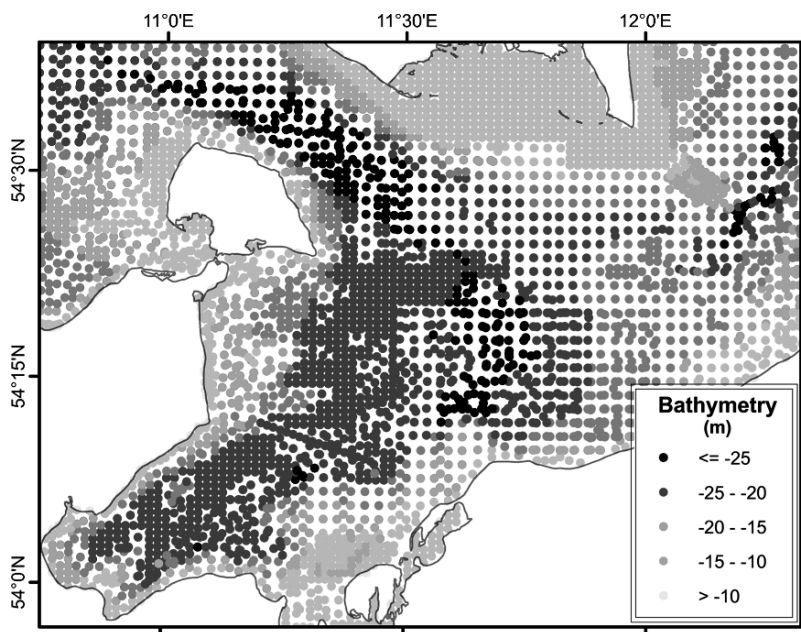 11°0'E 11°30'E 12°0'E
54°30'N
54°15'N
54°0'N
Bathymetry
(m)
<= -25
-25 - -20
-20 - -15
-15 - -10
> -10